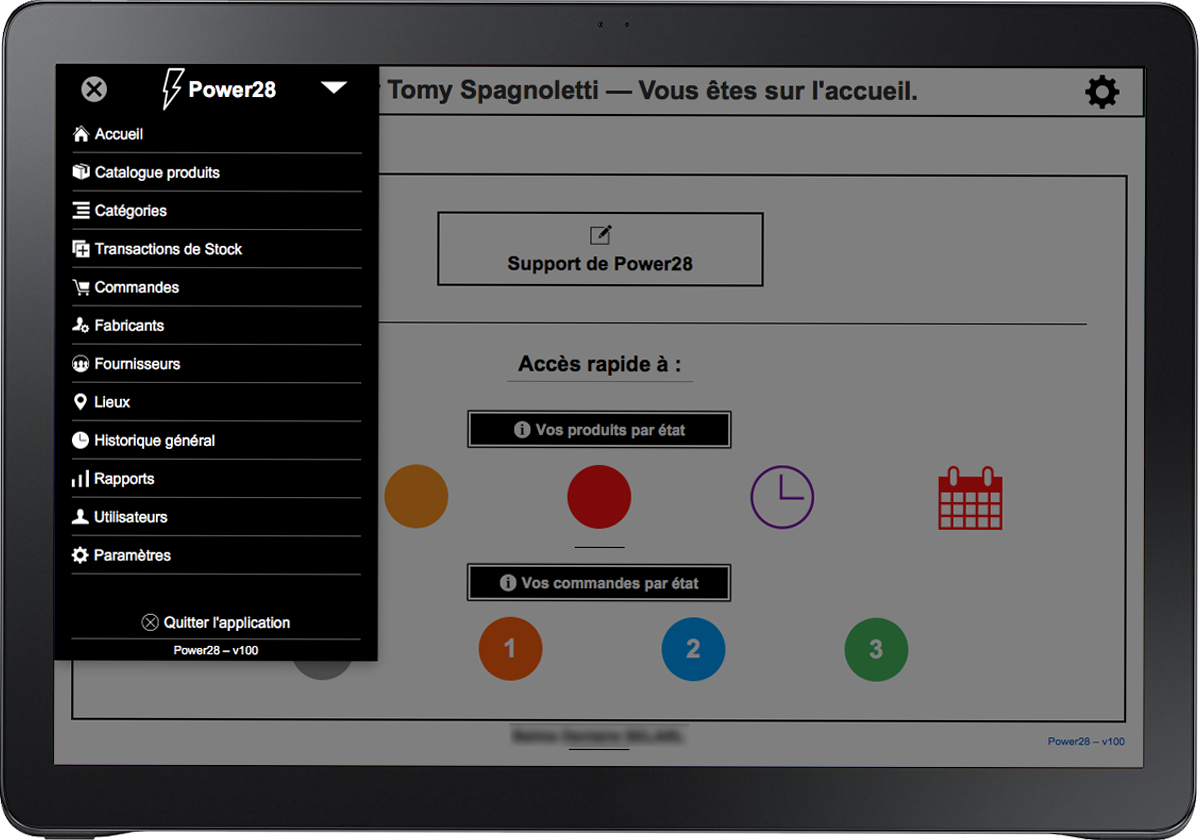 Power28
Tomy Spagnoletti — Vous êtes sur l'accueil.
Accueil
Catalogue produits
Catégories
Transactions de Stock
Commandes
Fabricants
Fournisseurs
Lieux
Historique général
Rapports
Utilisateurs
Paramètres
Quitter l'application
Power28 – v100
Support de Power28
Accès rapide à :
Vos produits par état
Vos commandes par état
1
2
3
Power28 – v100